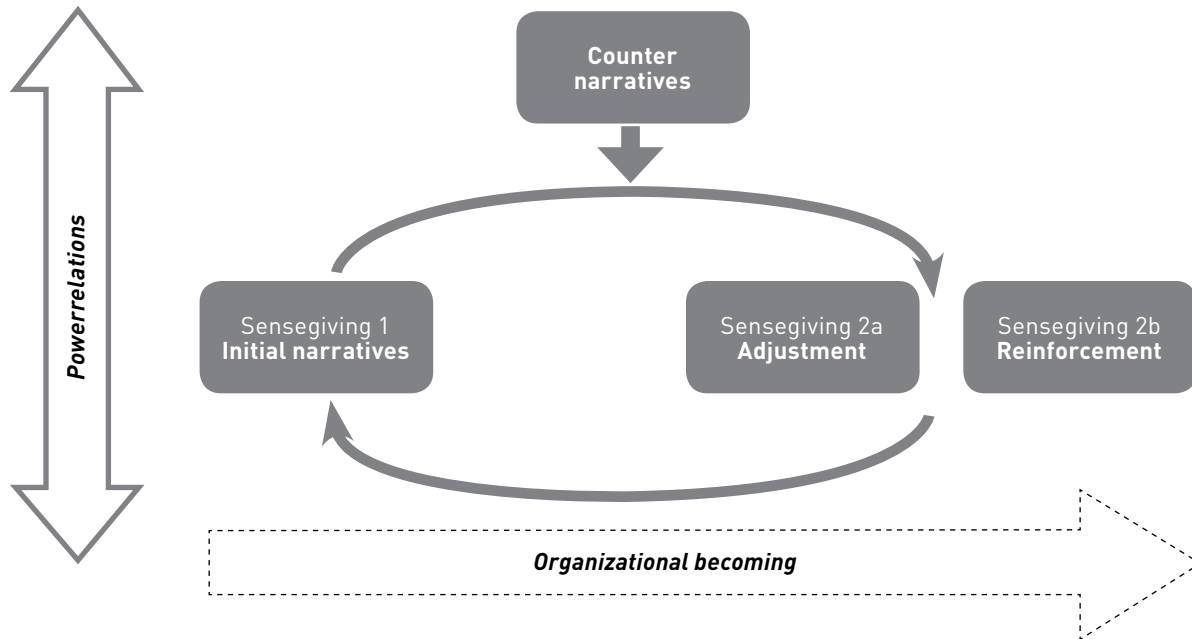 Counter
narratives
Powerrelations
Sensegiving 1
Initial narratives
Sensegiving 2a
Adjustment
Sensegiving 2b
Reinforcement
Organizational becoming